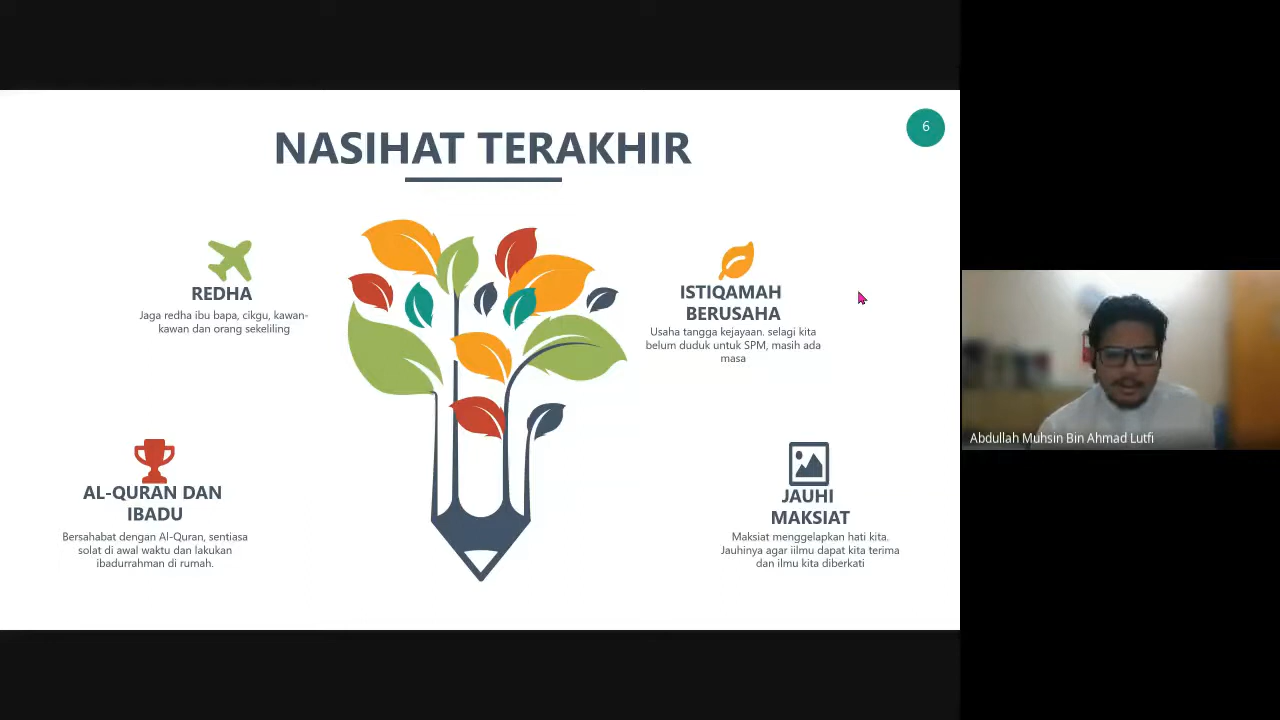 NASIHAT TERAKHIR
6
REDHA
Jaga redha ibu bapa, cikgu, kawan-
kawan dan orang sekeliling
ISTIQAMAH
BERUSAHA
Usaha tangga kejayaan. selagi kita
belum duduk untuk SPM, masih ada
masa
AL-QURAN DAN
IBADU
Bersahabat dengan Al-Quran, sentiasa
solat di awal waktu dan lakukan
ibadurrahman di rumah.
JAUHI
MAKSIAT
Maksiat menggelapkan hati kita.
Jauhinya agar iilmu dapat kita terima
dan ilmu kita diberkati
Abdullah Muhsin Bin Ahmad Lutfi